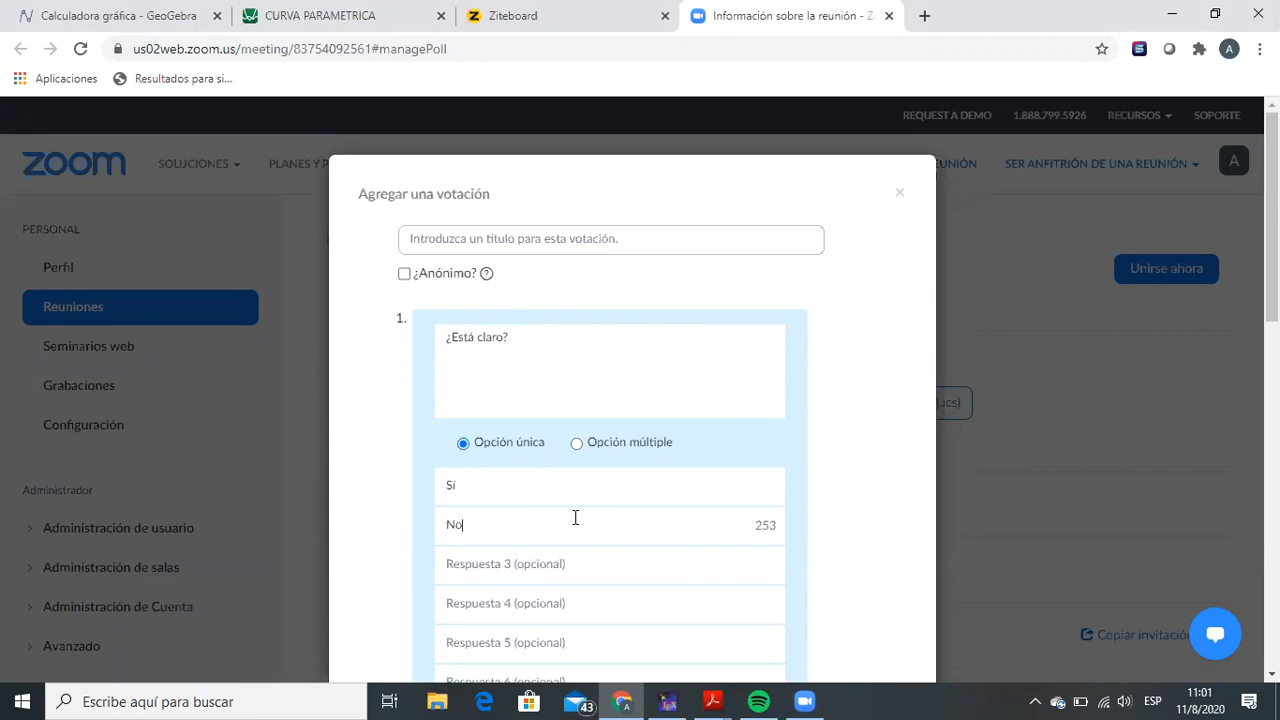 Calculadora gráfica - GeoGebra
CURVA PARAMETRICA
Ziteboard
Información sobre la reunión - Zo
us02web.zoom.us/meeting/83754092561#managePoll
A
Aplicaciones
Resultados para si...
REQUEST A DEMO
1.888.799.5926
RECURSOS
SOPORTE
zoom
SOLUCIONES
PLANES Y P
EUNIÓN
SER ANFITRIÓN DE UNA REUNIÓN
A
PERSONAL
Perfil
Reuniones
Seminarios web
Grabaciones
Configuración
Administrador
Administración de usuario
Administración de salas
Administración de Cuenta
Avanzado
Agregar una votación
Introduzca un título para esta votación.
¿Anónimo?
1.
¿Está claro?
Opción única
Opción múltiple
Sí
No
253
Respuesta 3 (opcional)
Respuesta 4 (opcional)
Respuesta 5 (opcional)
Respuesta 6 (opcional)
Unirse ahora
(.ics)
Copiar invitación
Escribe aquí para buscar
43
ESP
11:01
11/8/2020